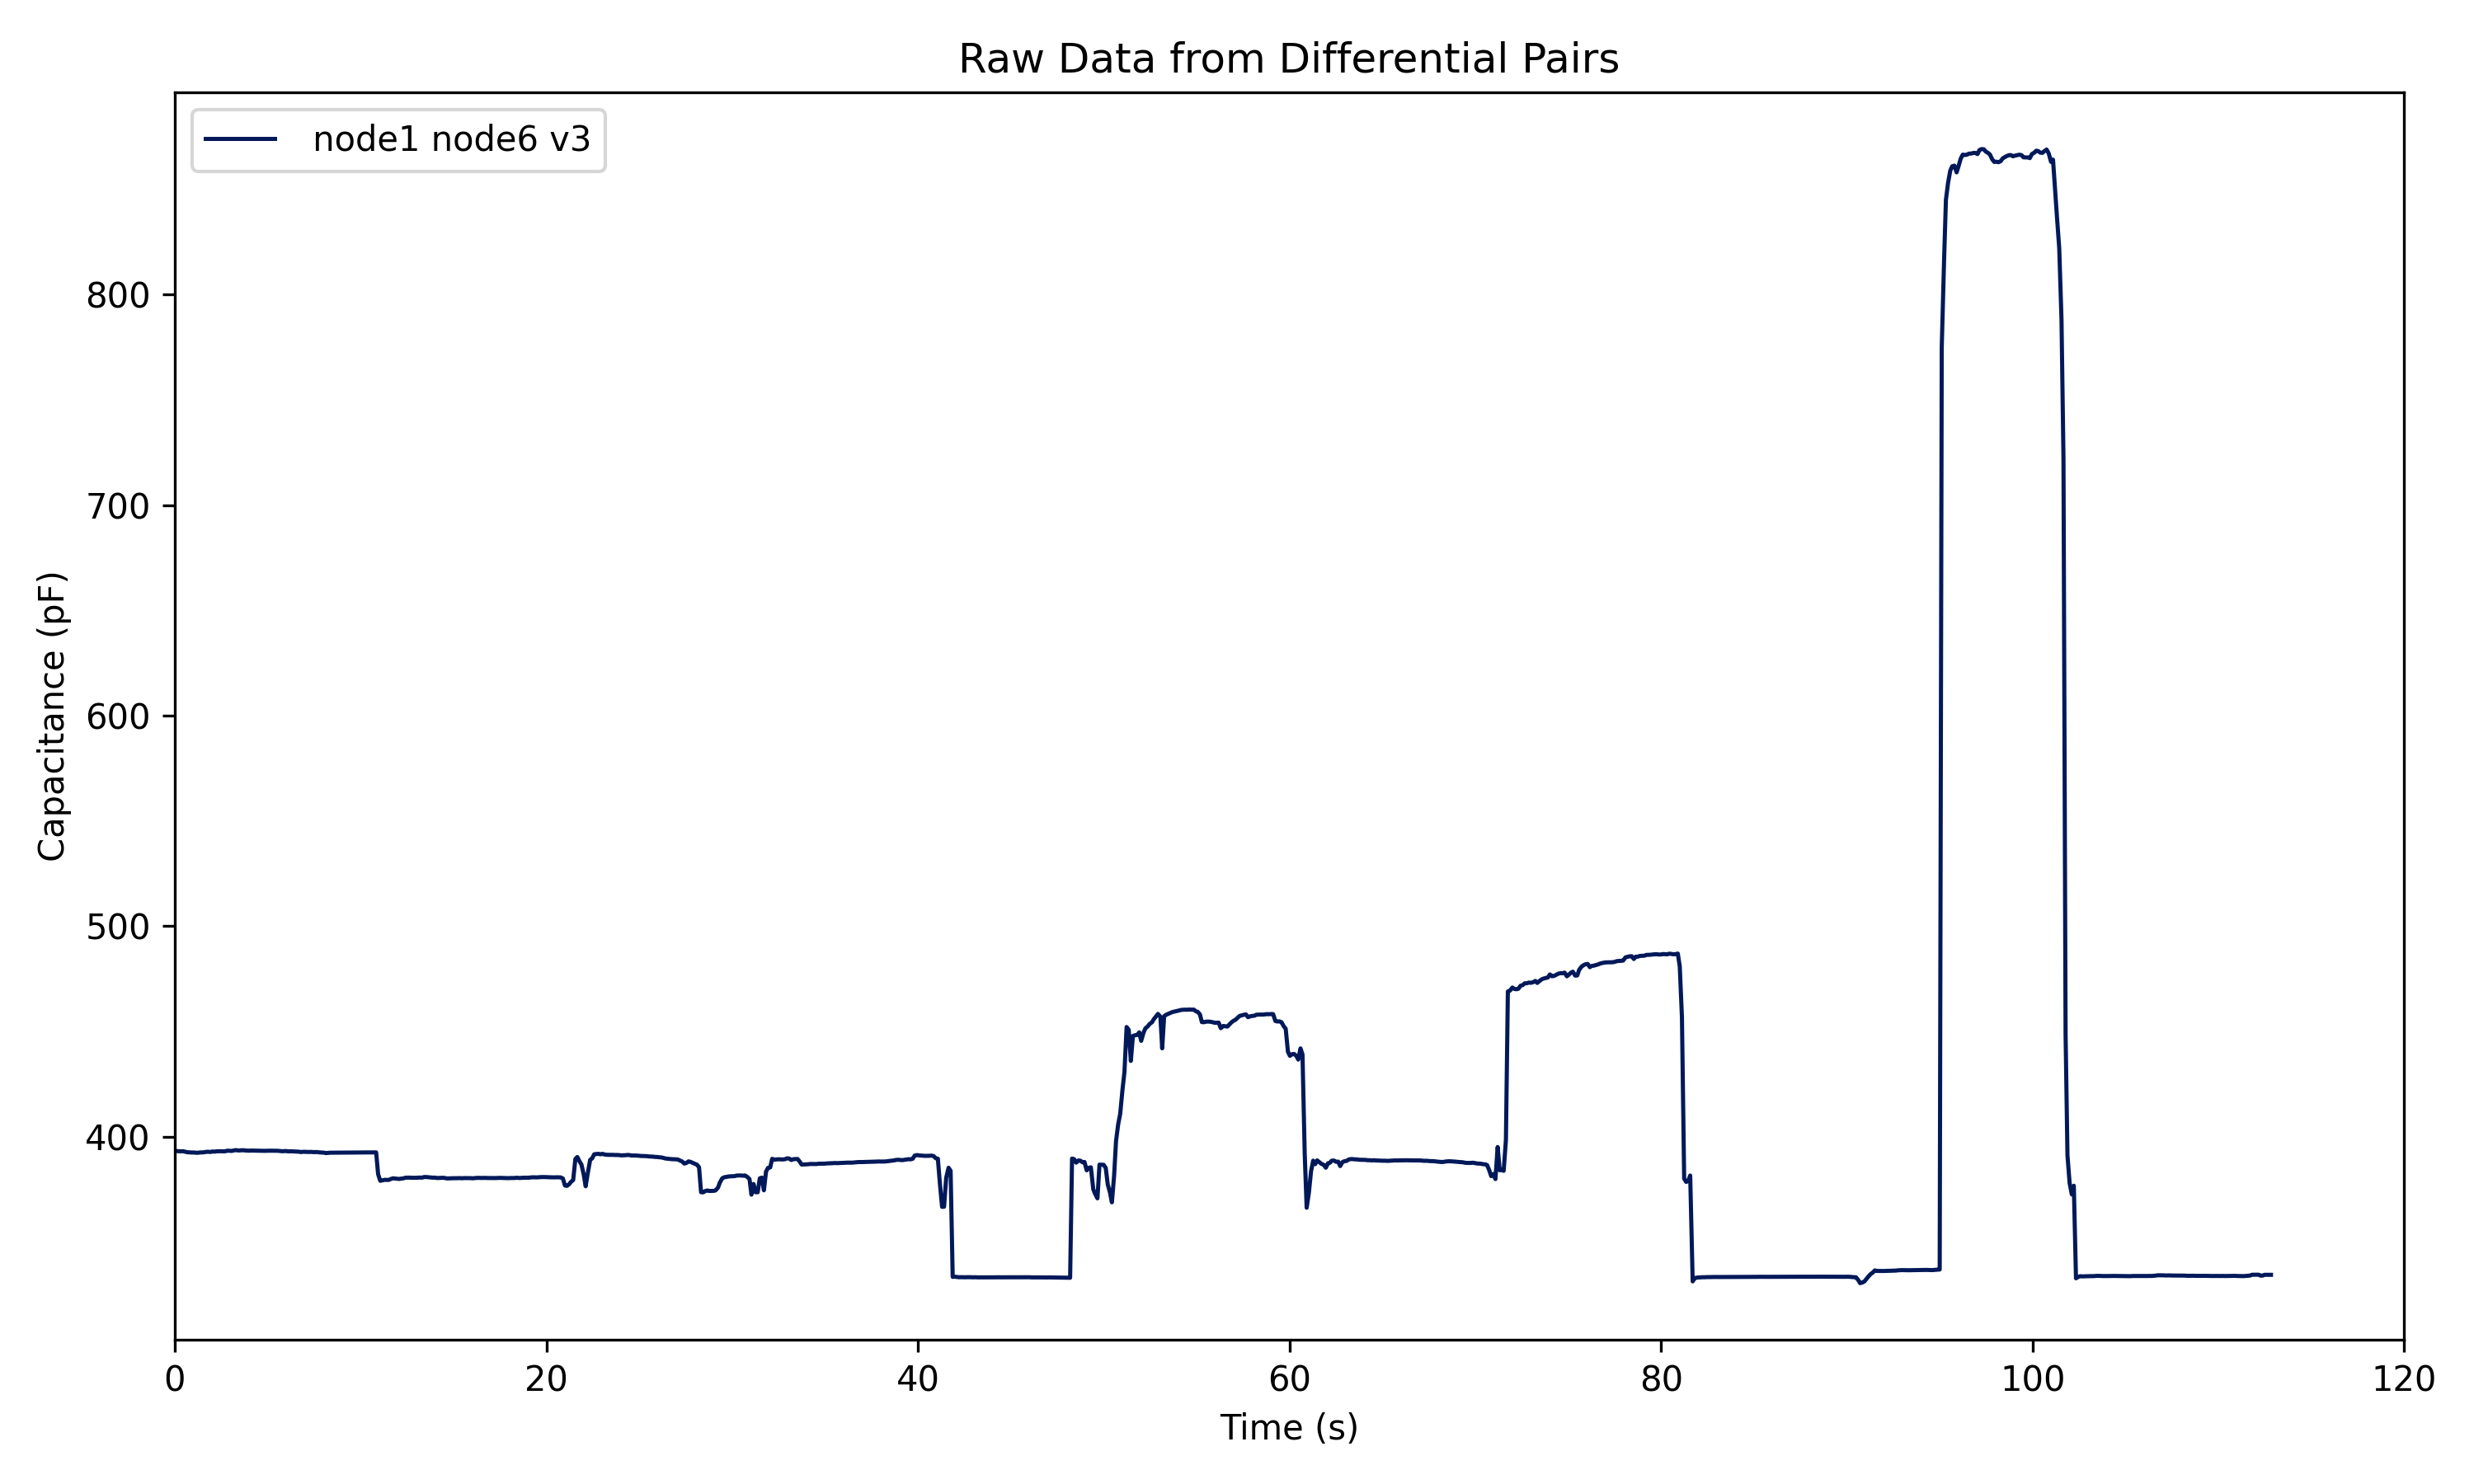 Raw Data from Differential Pairs
node1 node6 v3
Capacitance (pF)
800
700
600
500
400
0 20 40 60 80 100 120
Time (s)